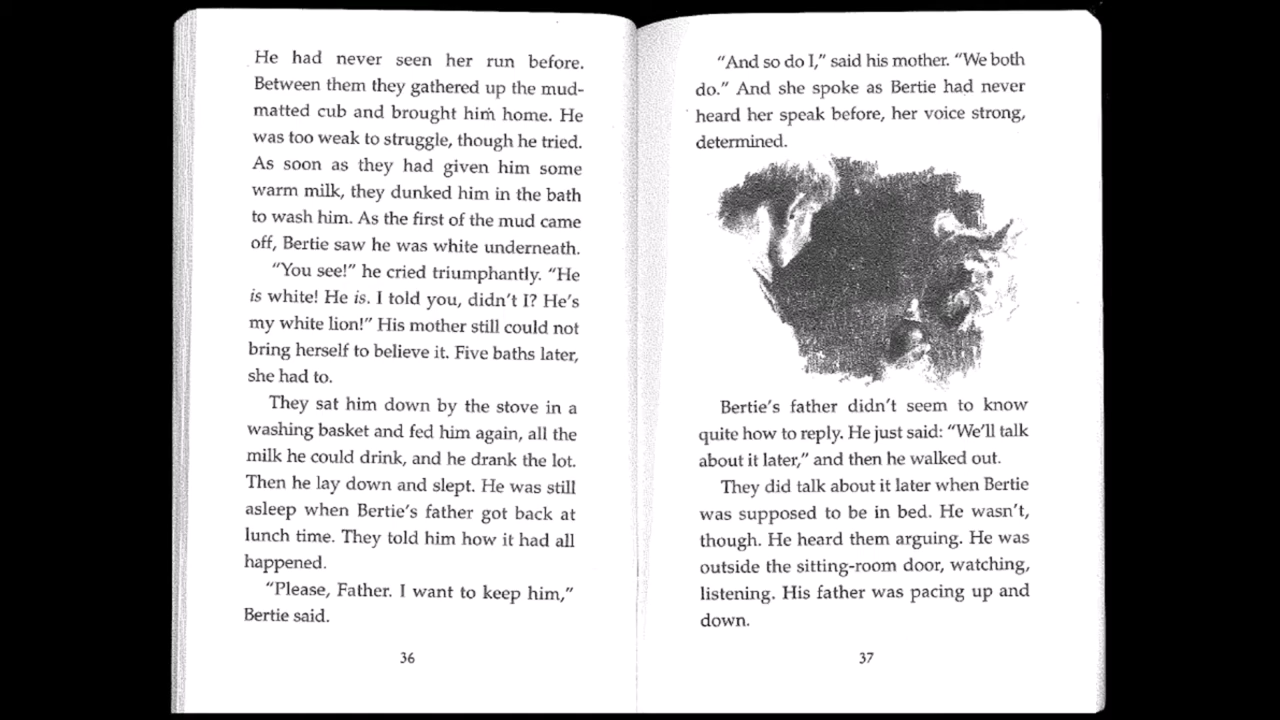 He had never seen her run before.
Between them they gathered up the mud-
matted cub and brought him home. He
was too weak to struggle, though he tried.
As soon as they had given him some
warm milk, they dunked him in the bath
to wash him. As the first of the mud came
off, Bertie saw he was white underneath.
“You see!” he cried triumphantly. “He
is white! He is. I told you, didn’t I? He’s
my white lion!” His mother still could not
bring herself to believe it. Five baths later,
she had to.
They sat him down by the stove in a
washing basket and fed him again, all the
milk he could drink, and he drank the lot.
Then he lay down and slept. He was still
asleep when Bertie’s father got back at
lunch time. They told him how it had all
happened.
“Please, Father. I want to keep him,”
Bertie said.
36
“And so do I,” said his mother. “We both
do.” And she spoke as Bertie had never
heard her speak before, her voice strong,
determined.
Bertie’s father didn’t seem to know
quite how to reply. He just said: “We’ll talk
about it later,” and then he walked out.
They did talk about it later when Bertie
was supposed to be in bed. He wasn’t,
though. He heard them arguing. He was
outside the sitting-room door, watching,
listening. His father was pacing up and
down.
37